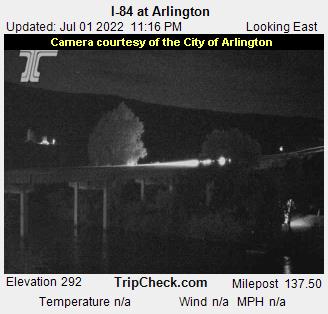 I-84 at Arlington
Updated: Jul 01 2022 11:16 PM Looking East
Camera courtesy of the City of Arlington
Elevation 292 TripCheck.com Milepost 137.50
Temperature n/a Wind n/a MPH n/a